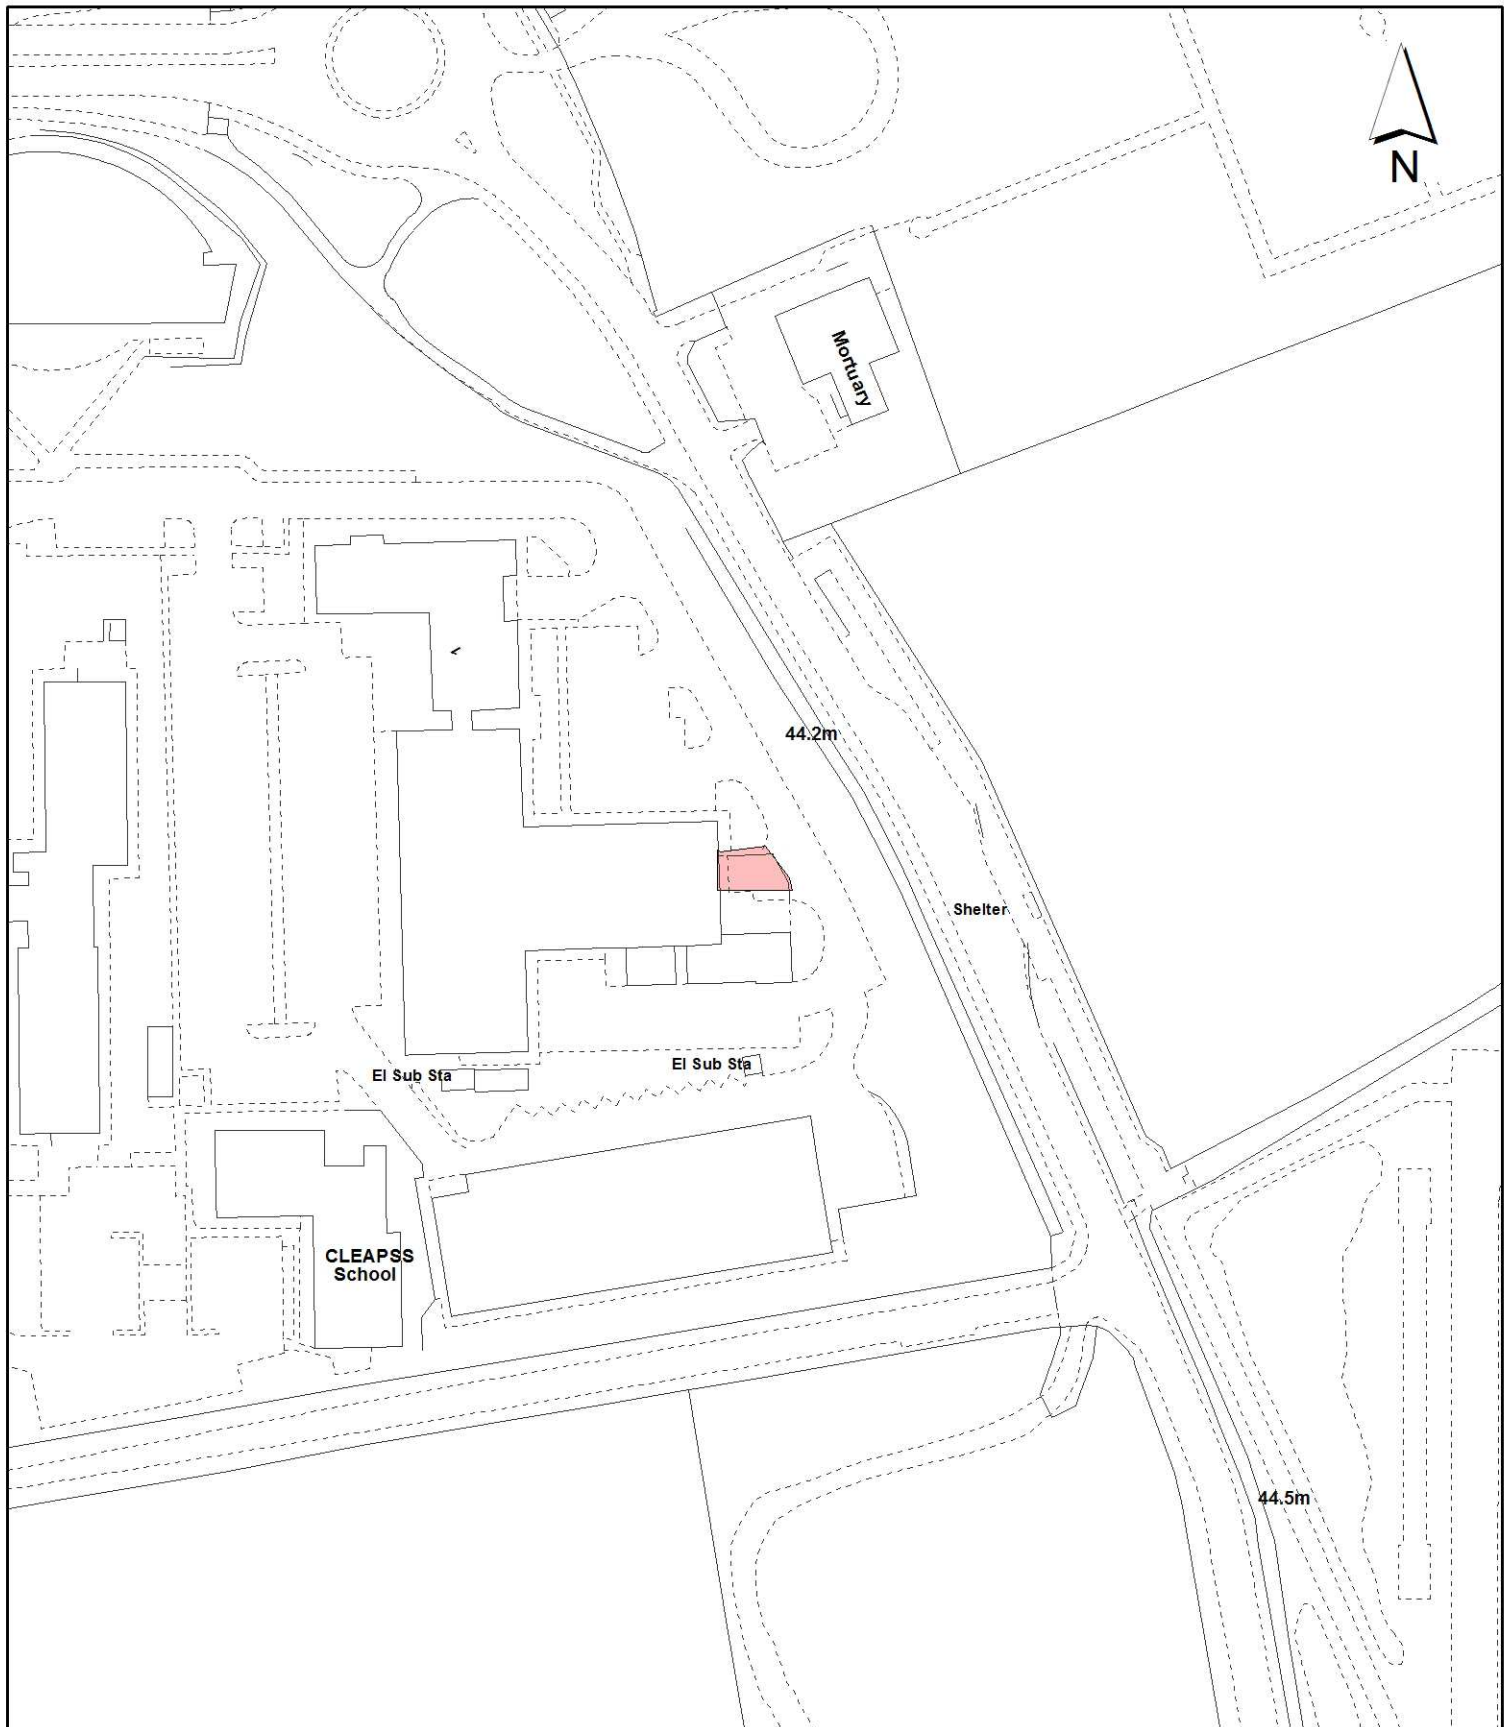 N
Mortuary
44.2m
Shelter
El Sub Sta
El Sub Sta
CLEAPSS
School
44.5m